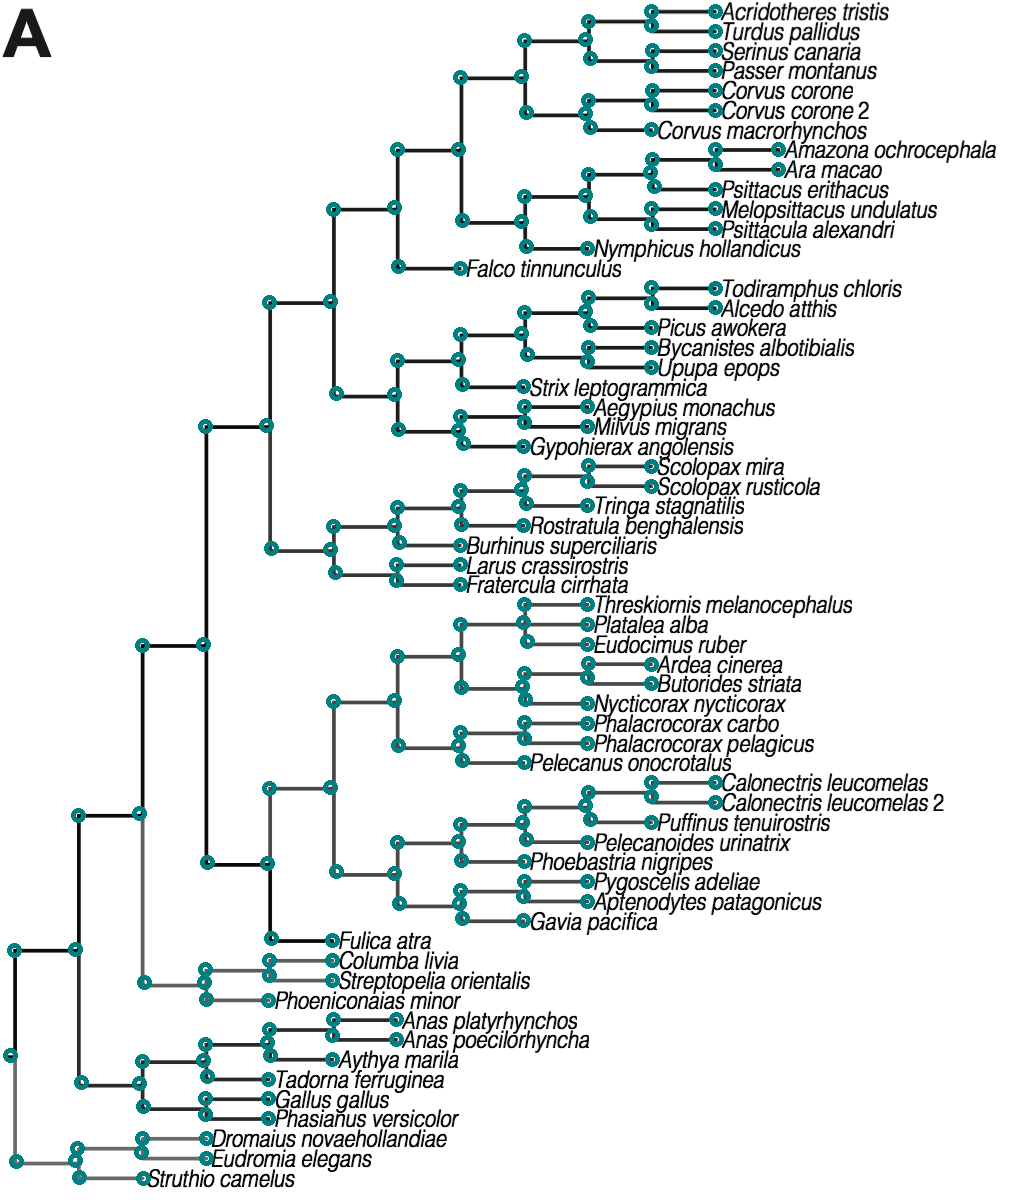 A
Acridotheres tristis
Turdus pallidus
Serinus canaria
Passer montanus
Corvus corone
Corvus corone 2
Corvus macrorhynchos
Amazona ochrocephala
Ara macao
Psittacus erithacus
Melopsittacus undulatus
Psittacula alexandri
Nymphicus hollandicus
Falco tinnunculus
Todiramphus chloris
Alcedo atthis
Picus awokera
Bycanistes albotibialis
Upupa epops
Strix leptogrammica
Aegypius monachus
Milvus migrans
Gypohierax angolensis
Scolopax mira
Scolopax rusticola
Tringa stagnatilis
Rostratula benghalensis
Burhinus superciliaris
Larus crassirostris
Fratercula cirrhata
Threskiornis melanocephalus
Platalea alba
Eudocimus ruber
Ardea cinerea
Butorides striata
Nycticorax nycticorax
Phalacrocorax carbo
Phalacrocorax pelagicus
Pelecanus onocrotalus
Calonectris leucomelas
Calonectris leucomelas 2
Puffinus tenuirostris
Pelecanoides urinatrix
Phoebastria nigripes
Pygoscelis adeliae
Aptenodytes patagonicus
Gavia pacifica
Fulica atra
Columba livia
Streptopelia orientalis
Phoeniconaias minor
Anas platyrhynchos
Anas poecilorhyncha
Aythya marila
Tadorna ferruginea
Gallus gallus
Phasianus versicolor
Dromaius novaehollandiae
Eudromia elegans
Struthio camelus